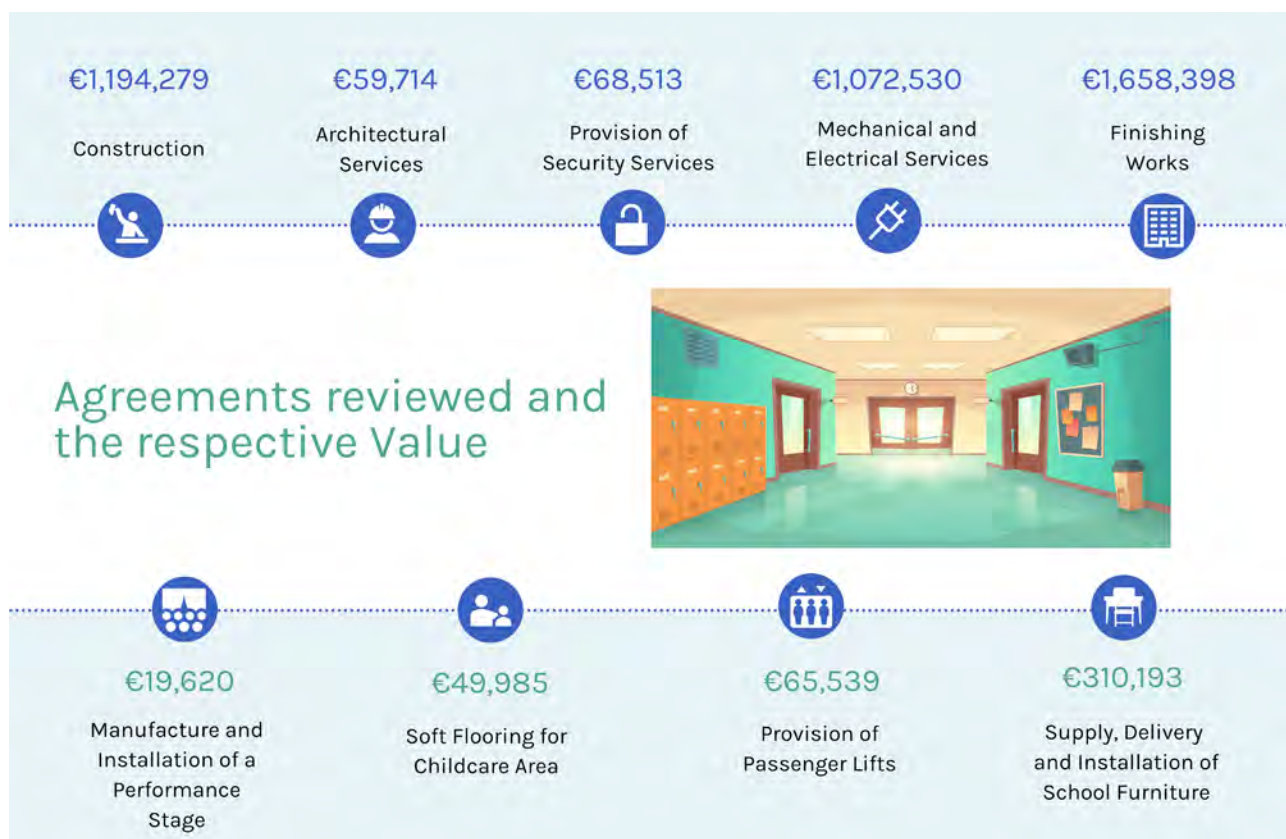 €1,194,279
Construction
€59,714
Architectural
Services
€68,513
Provision of
Security Services
€1,072,530
Mechanical and
Electrical Services
€1,658,398
Finishing
Works
Agreements reviewed and
the respective Value
€19,620
Manufacture and
Installation of a
Performance
Stage
€49,985
Soft Flooring for
Childcare Area
€65,539
Provision of
Passenger Lifts
€310,193
Supply, Delivery
and Installation of
School Furniture